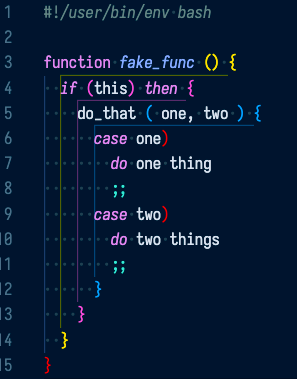 1 #!/user/bin/env bash
2
3 function fake_func () {
4 if (this) then {
5 do_that ( one, two ) {
6 case one)
7 do one thing
8 ;;
9 case two)
10 do two things
11 ;;
12 }
13 }
14 }
15 }